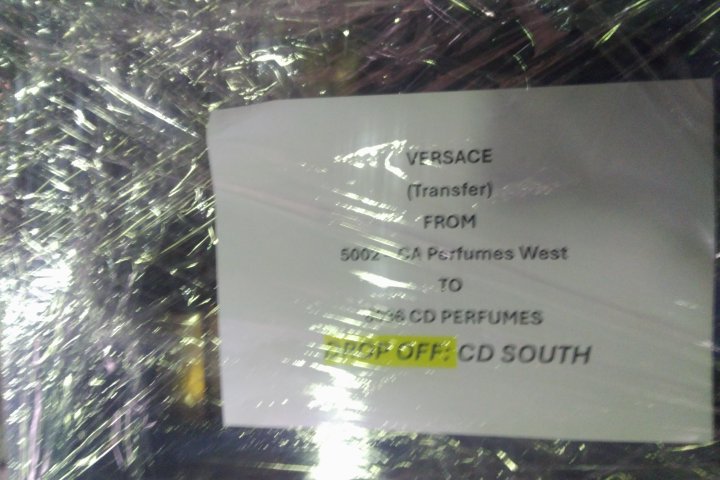 VERSACE
(Transfer)
FROM
5002 - CA Perfumes West
TO
CD PERFUMES
DROP OFF: CD SOUTH